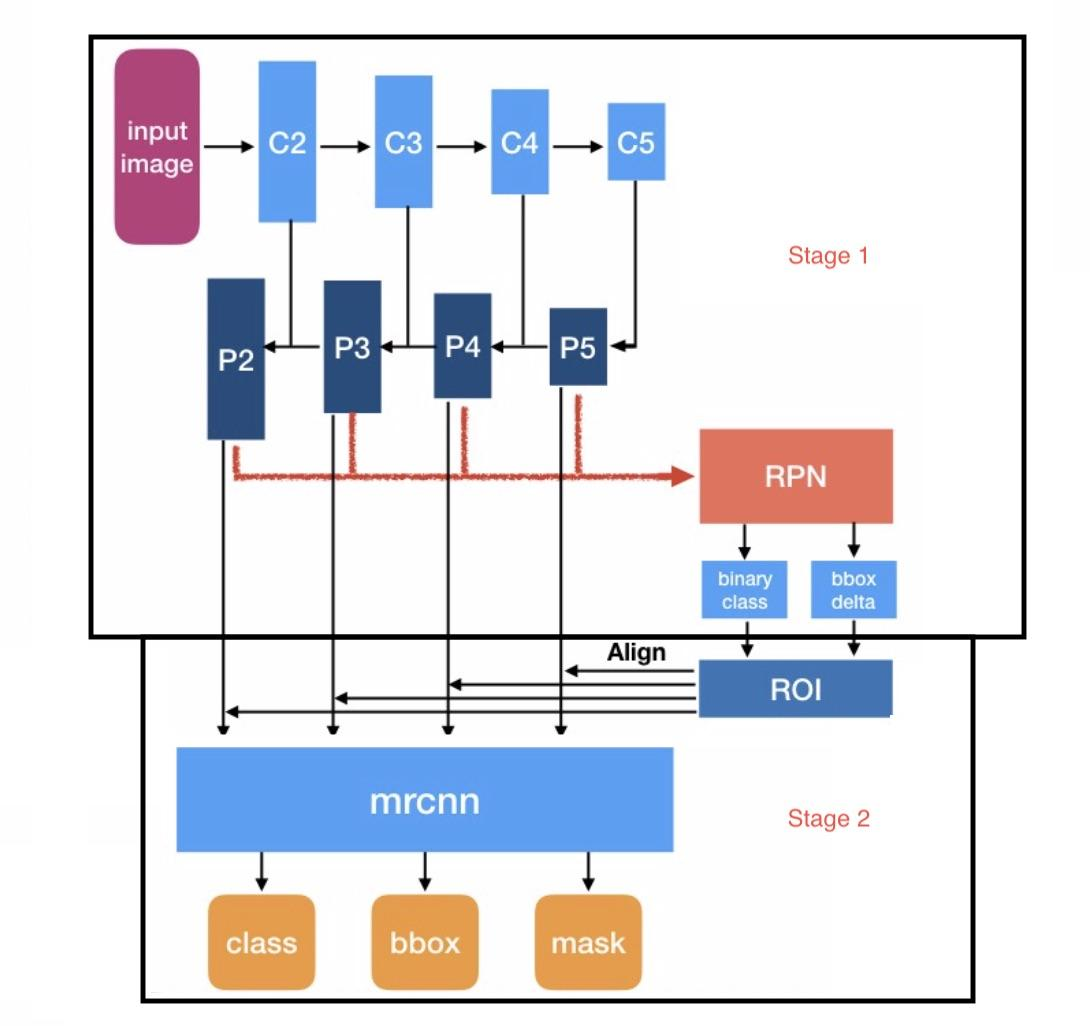 input
image
C2
C3
C4
C5
Stage 1
P2
P3
P4
P5
RPN
binary
class
bbox
delta
Align
ROI
mrcnn
Stage 2
class
bbox
mask